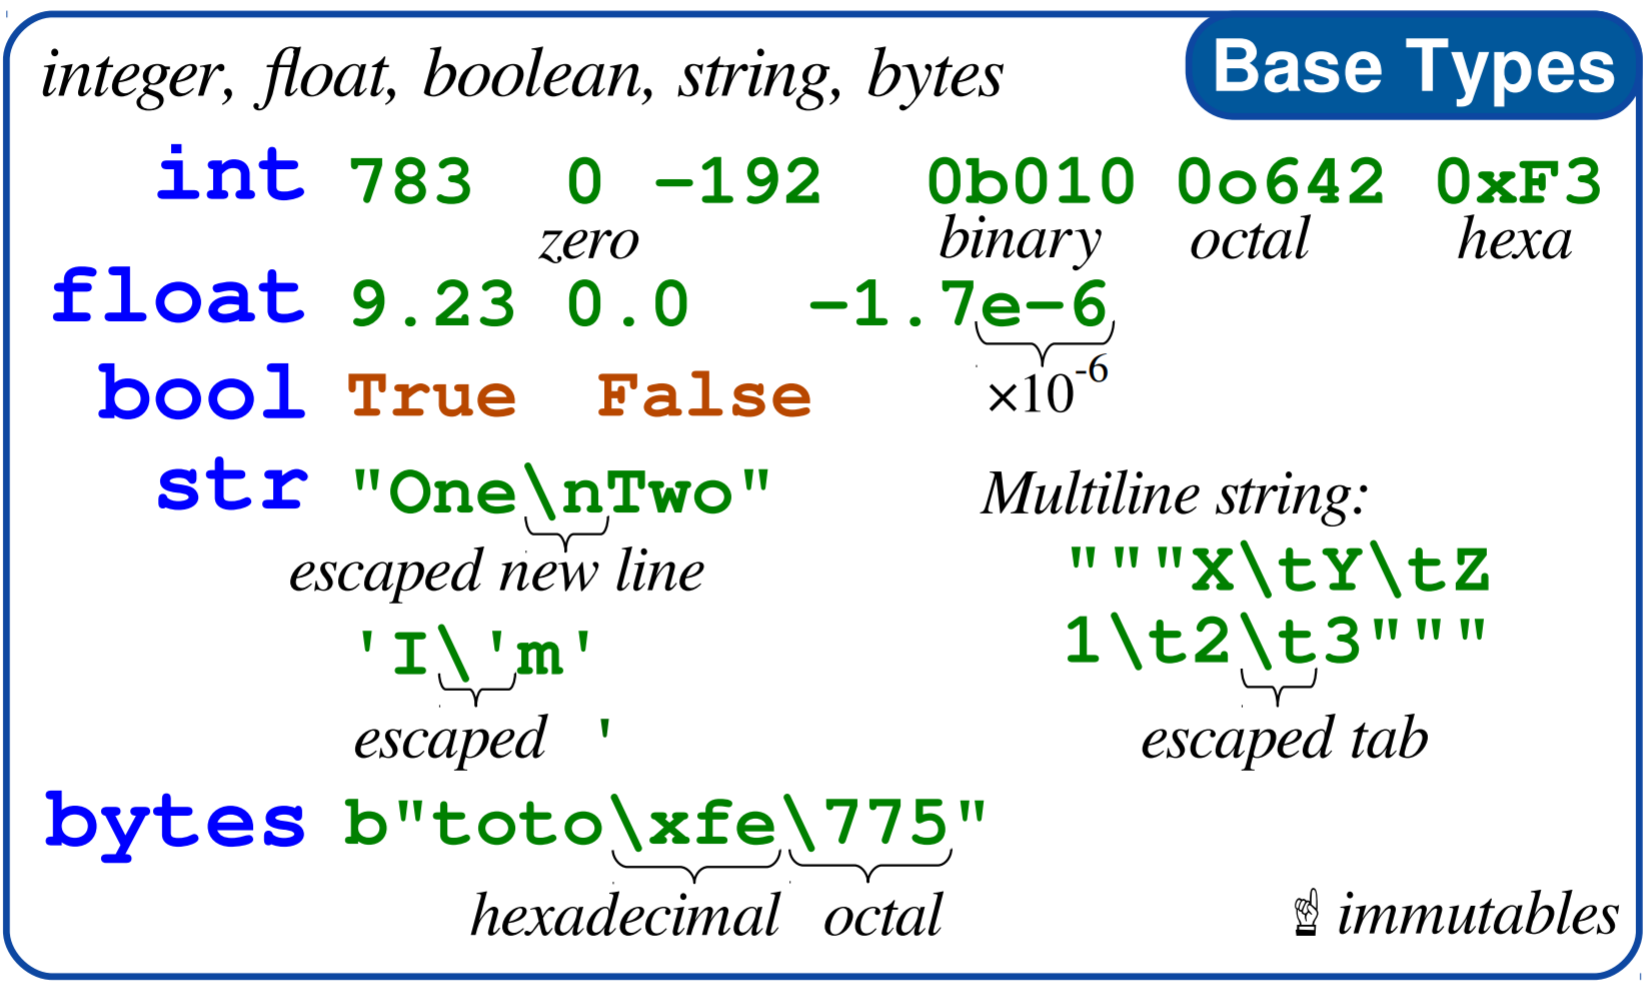 integer, float, boolean, string, bytes
Base Types
int 783 0 -192 0b010 0o642 0xF3
zero binary octal hexa
float 9.23 0.0 -1.7e-6
×10-6
bool True False
str "One\nTwo"
escaped new line
Multiline string:
"""X\tY\tZ
1\t2\t3"""
escaped tab
'I\'m'
escaped '
bytes b"toto\xfe\775"
hexadecimal octal
☝ immutables